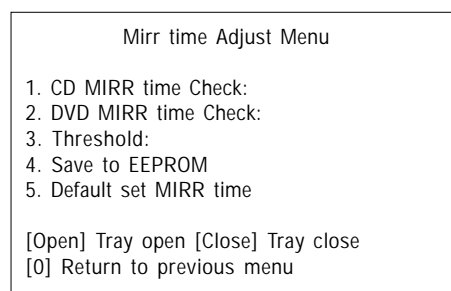 Mirr time Adjust Menu
1. CD MIRR time Check:
2. DVD MIRR time Check:
3. Threshold:
4. Save to EEPROM
5. Default set MIRR time
[Open] Tray open [Close] Tray close
[0] Return to previous menu